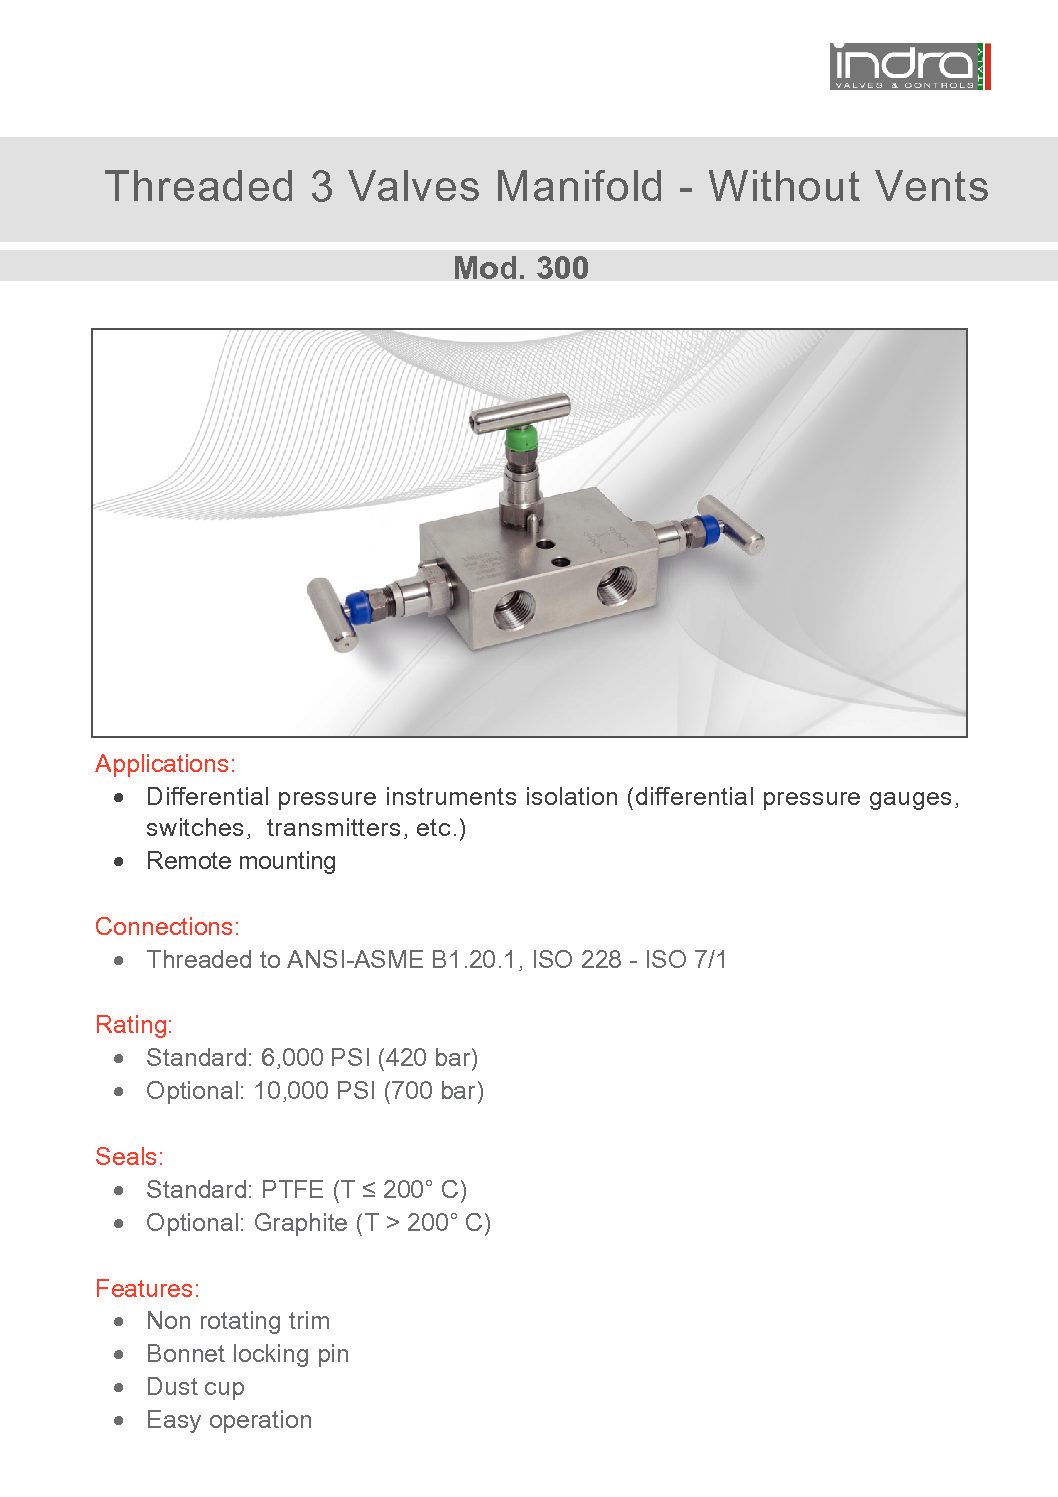 indra
VALVES & CONTROLS
ITALY
Threaded 3 Valves Manifold - Without Vents
Mod. 300
Applications:
• Differential pressure instruments isolation (differential pressure gauges,
switches, transmitters, etc.)
• Remote mounting
Connections:
• Threaded to ANSI-ASME B1.20.1, ISO 228 - ISO 7/1
Rating:
• Standard: 6,000 PSI (420 bar)
• Optional: 10,000 PSI (700 bar)
Seals:
• Standard: PTFE (T ≤ 200° C)
• Optional: Graphite (T > 200° C)
Features:
• Non rotating trim
• Bonnet locking pin
• Dust cup
• Easy operation